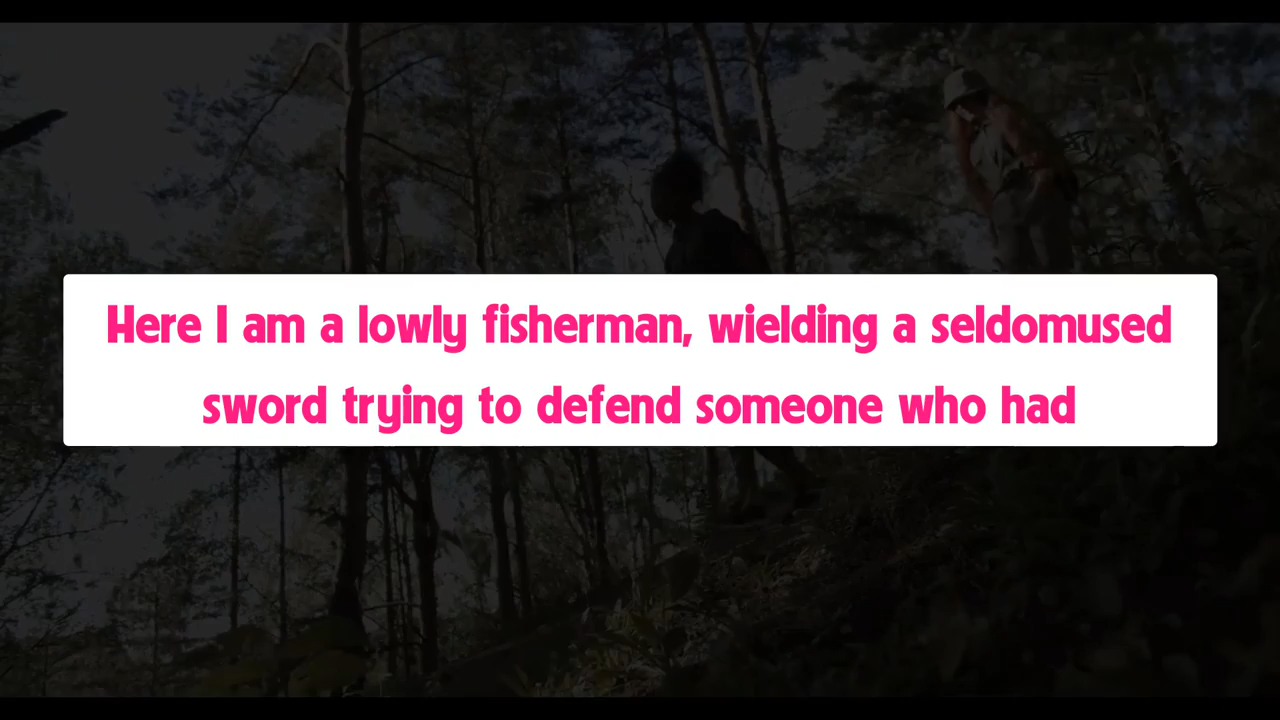 Here I am a lowly fisherman, wielding a seldomused
sword trying to defend someone who had